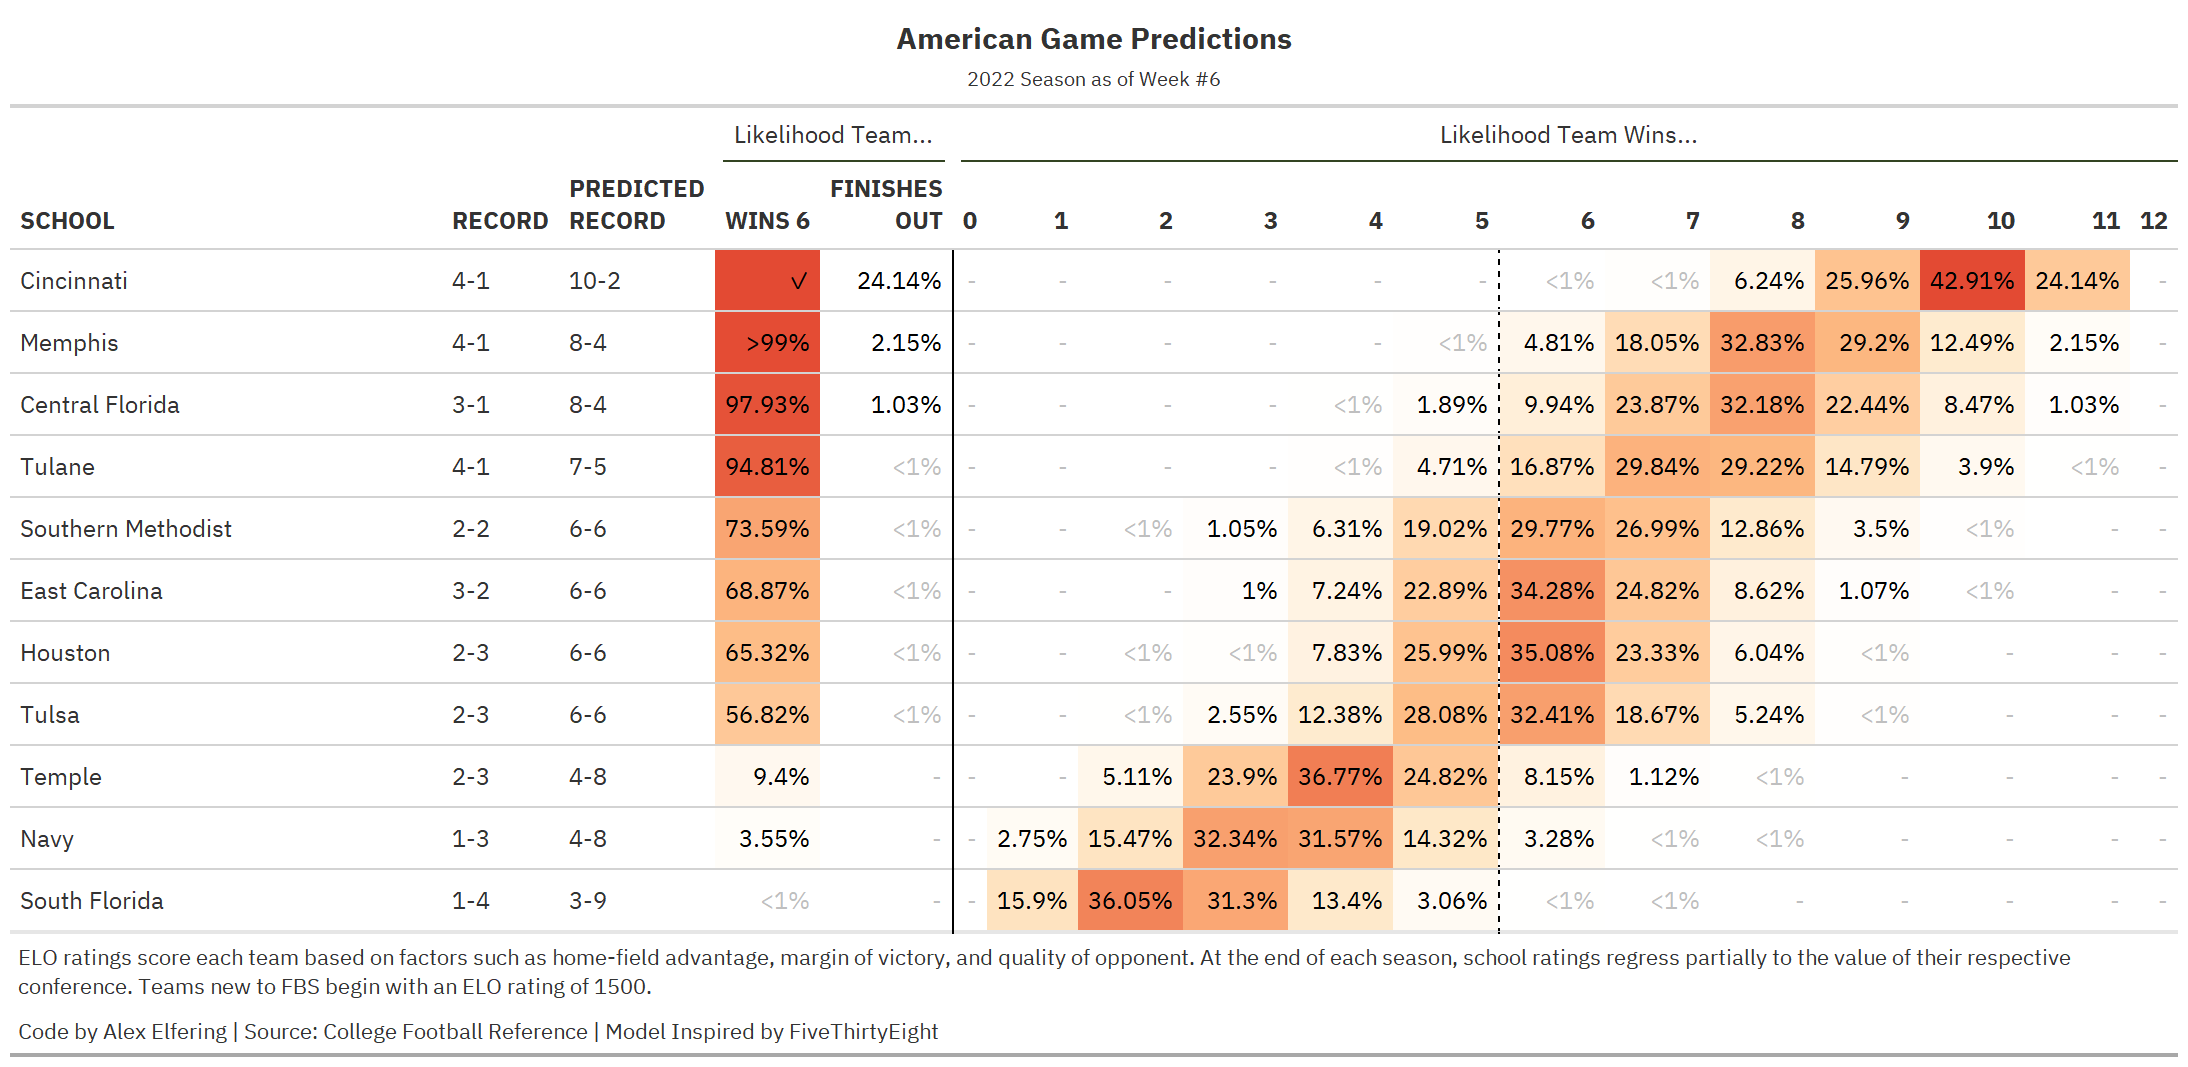 American Game Predictions
2022 Season as of Week #6
Likelihood Team... Likelihood Team Wins...
SCHOOL RECORD PREDICTED RECORD WINS 6 FINISHES OUT 0 1 2 3 4 5 6 7 8 9 10 11 12
Cincinnati 4-1 10-2 ✓ 24.14% - - - - - - <1% <1% 6.24% 25.96% 42.91% 24.14% -
Memphis 4-1 8-4 >99% 2.15% - - - - - <1% 4.81% 18.05% 32.83% 29.2% 12.49% 2.15% -
Central Florida 3-1 8-4 97.93% 1.03% - - - - <1% 1.89% 9.94% 23.87% 32.18% 22.44% 8.47% 1.03% -
Tulane 4-1 7-5 94.81% <1% - - - - <1% 4.71% 16.87% 29.84% 29.22% 14.79% 3.9% <1% -
Southern Methodist 2-2 6-6 73.59% <1% - - <1% 1.05% 6.31% 19.02% 29.77% 26.99% 12.86% 3.5% <1% - -
East Carolina 3-2 6-6 68.87% <1% - - - 1% 7.24% 22.89% 34.28% 24.82% 8.62% 1.07% <1% - -
Houston 2-3 6-6 65.32% <1% - - <1% <1% 7.83% 25.99% 35.08% 23.33% 6.04% <1% - - -
Tulsa 2-3 6-6 56.82% <1% - - <1% 2.55% 12.38% 28.08% 32.41% 18.67% 5.24% <1% - - -
Temple 2-3 4-8 9.4% - - - 5.11% 23.9% 36.77% 24.82% 8.15% 1.12% <1% - - - -
Navy 1-3 4-8 3.55% - - 2.75% 15.47% 32.34% 31.57% 14.32% 3.28% <1% <1% - - - -
South Florida 1-4 3-9 <1% - - 15.9% 36.05% 31.3% 13.4% 3.06% <1% <1% - - - - -
ELO ratings score each team based on factors such as home-field advantage, margin of victory, and quality of opponent. At the end of each season, school ratings regress partially to the value of their respective
conference. Teams new to FBS begin with an ELO rating of 1500.
Code by Alex Elfering | Source: College Football Reference | Model Inspired by FiveThirtyEight